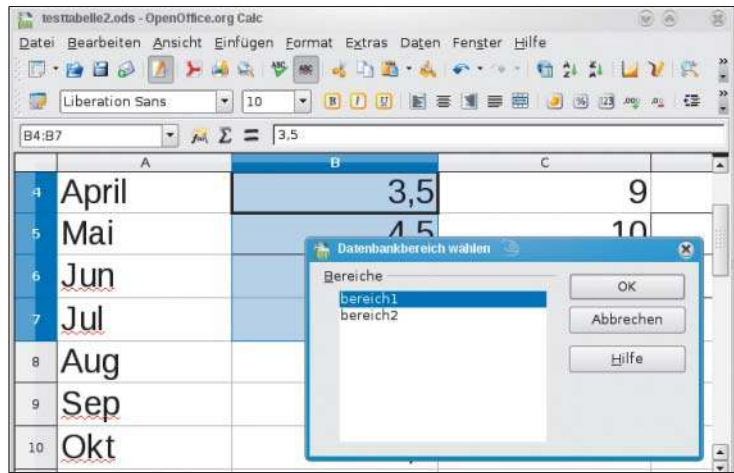 testtabelle2.ods - OpenOffice.org Calc
Datei Bearbeiten Ansicht Einfügen Format Extras Daten Fenster Hilfe
Liberation Sans 10
B4:B7 3,5
A B C
4 April 3,5 9
5 Mai 4,5 10
Datenbankbereich wählen
6 Jun
Bereiche
OK
bereich1
7 Jul
bereich2
Abbrechen
8 Aug
Hilfe
9 Sep
10 Okt